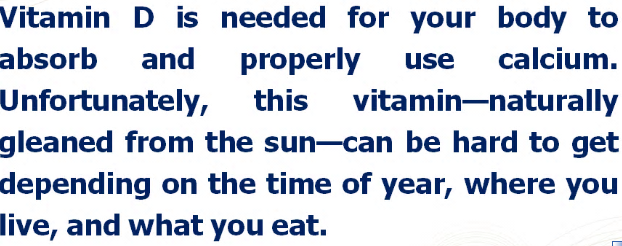 Vitamin D is needed for your body to
absorb and properly use calcium.
Unfortunately, this vitamin—naturally
gleaned from the sun—can be hard to get
depending on the time of year, where you
live, and what you eat.